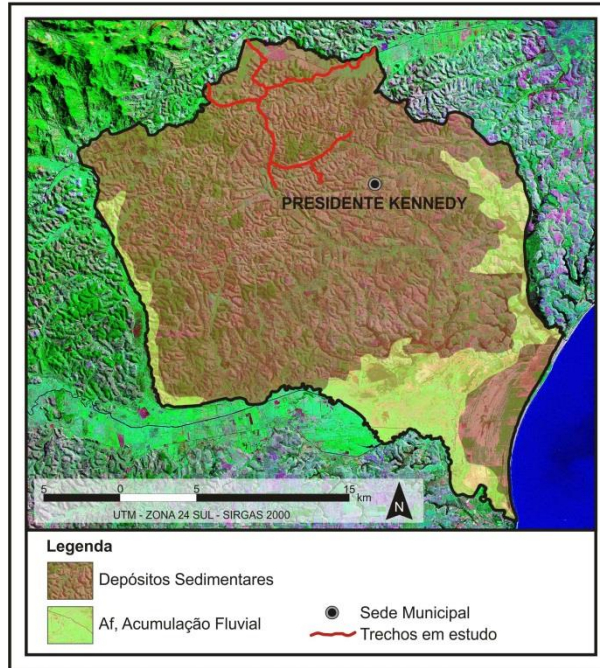 PRESIDENTE KENNEDY
5 0 5 15
km
UTM - ZONA 24 SUL - SIRGAS 2000
N
Legenda
Depósitos Sedimentares
Af, Acumulação Fluvial
Sede Municipal
Trechos em estudo